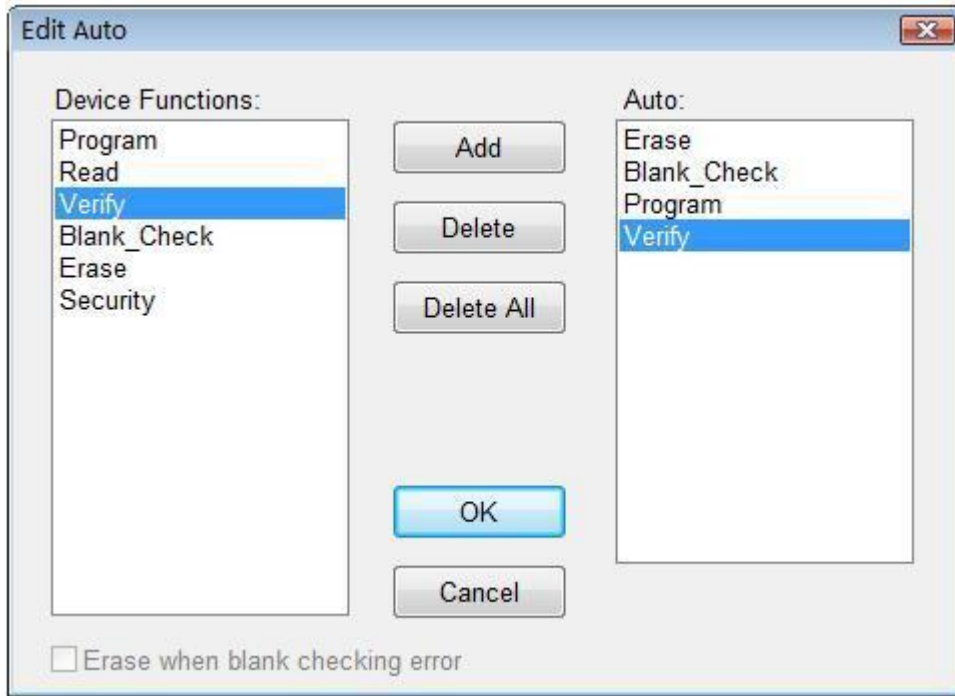 Edit Auto
Device Functions:
Program
Read
Verify
Blank_Check
Erase
Security
Add
Delete
Delete All
OK
Cancel
Auto:
Erase
Blank_Check
Program
Verify
Erase when blank checking error